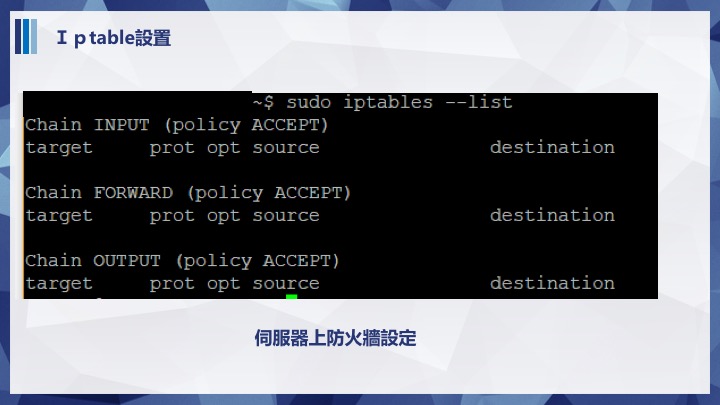 Ｉｐtable設置
~$ sudo iptables --list
Chain INPUT (policy ACCEPT)
target     prot opt source               destination
Chain FORWARD (policy ACCEPT)
target     prot opt source               destination
Chain OUTPUT (policy ACCEPT)
target     prot opt source               destination
伺服器上防火牆設定